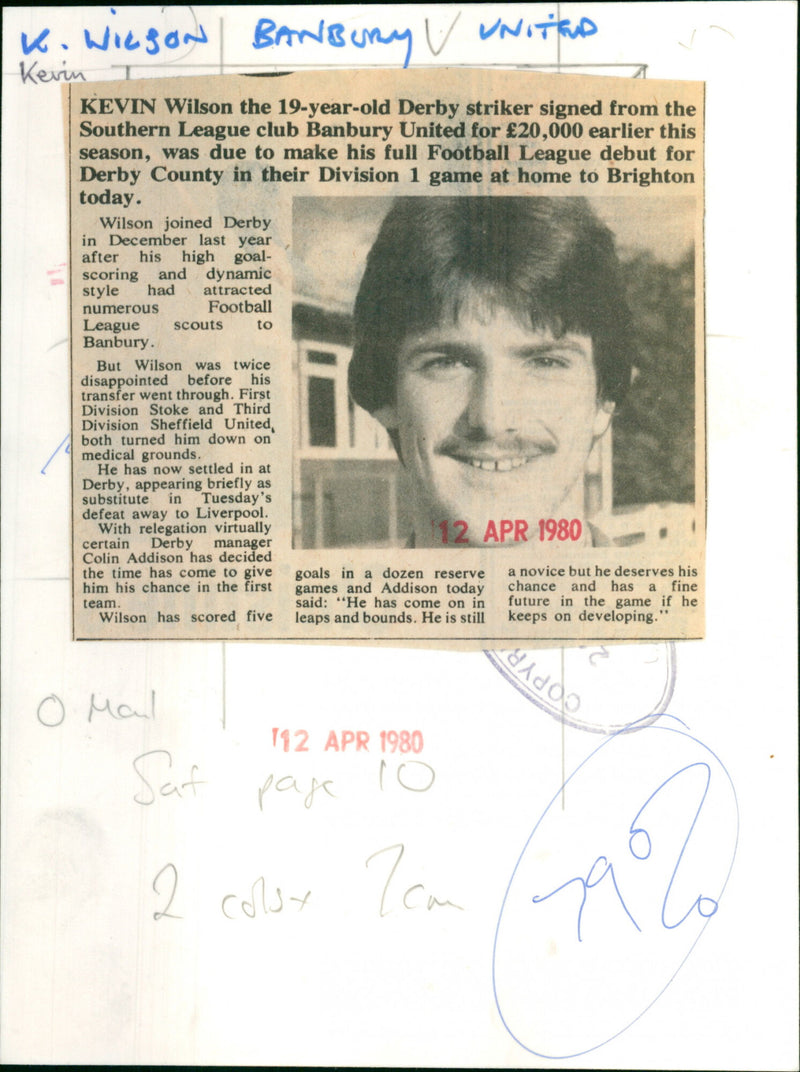 K. WILSON BANBURY UNITED
Kevin
KEVIN Wilson the 19-year-old Derby striker signed from the
Southern League club Banbury United for £20,000 earlier this
season, was due to make his full Football League debut for
Derby County in their Division 1 game at home to Brighton
today.
Wilson joined Derby
in December last year
after his high goal-
scoring and dynamic
style had attracted
numerous Football
League scouts to
Banbury.
But Wilson was twice
disappointed before his
transfer went through. First
Division Stoke and Third
Division Sheffield United,
both turned him down on
medical grounds.
He has now settled in at
Derby, appearing briefly as
substitute in Tuesday's
defeat away to Liverpool.
With relegation virtually
certain Derby manager
Colin Addison has decided
the time has come to give
him his chance in the first
team.
Wilson has scored five
12 APR 1980
goals in a dozen reserve
games and Addison today
said: "He has come on in
leaps and bounds. He is still
a novice but he deserves his
chance and has a fine
future in the game if he
keeps on developing."
COPYR
O Mail
12 APR 1980
Sat page 10
2 cols x 7cm
79%